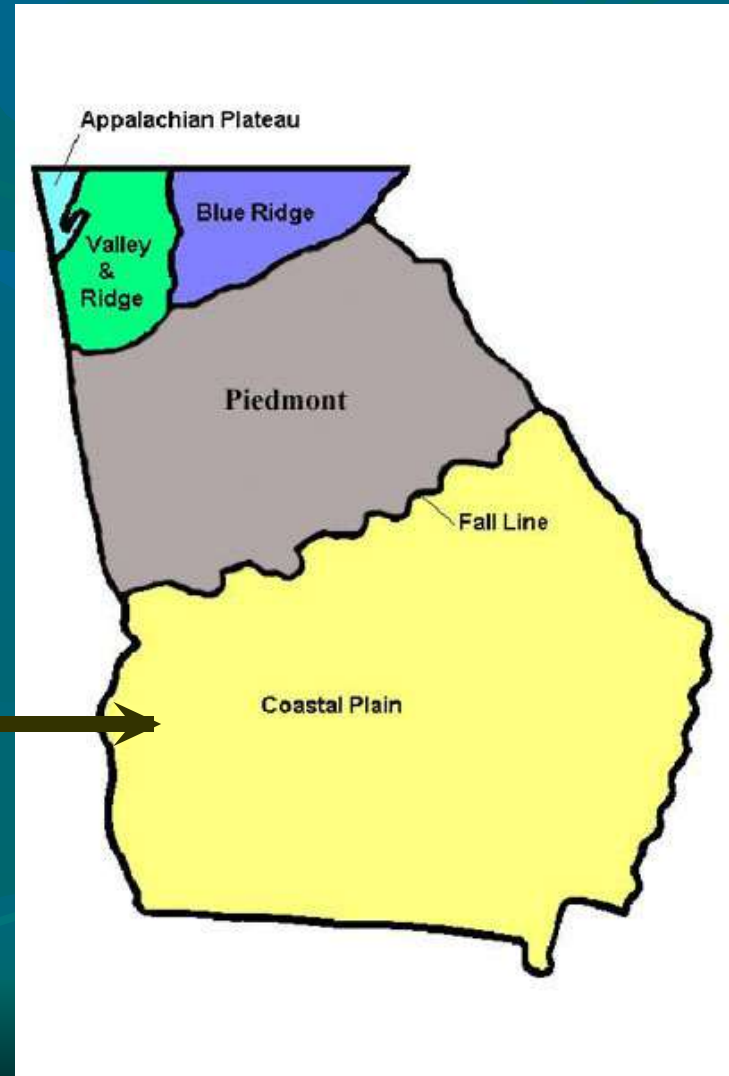 Appalachian Plateau
Blue Ridge
Valley
&
Ridge
Piedmont
Fall Line
Coastal Plain